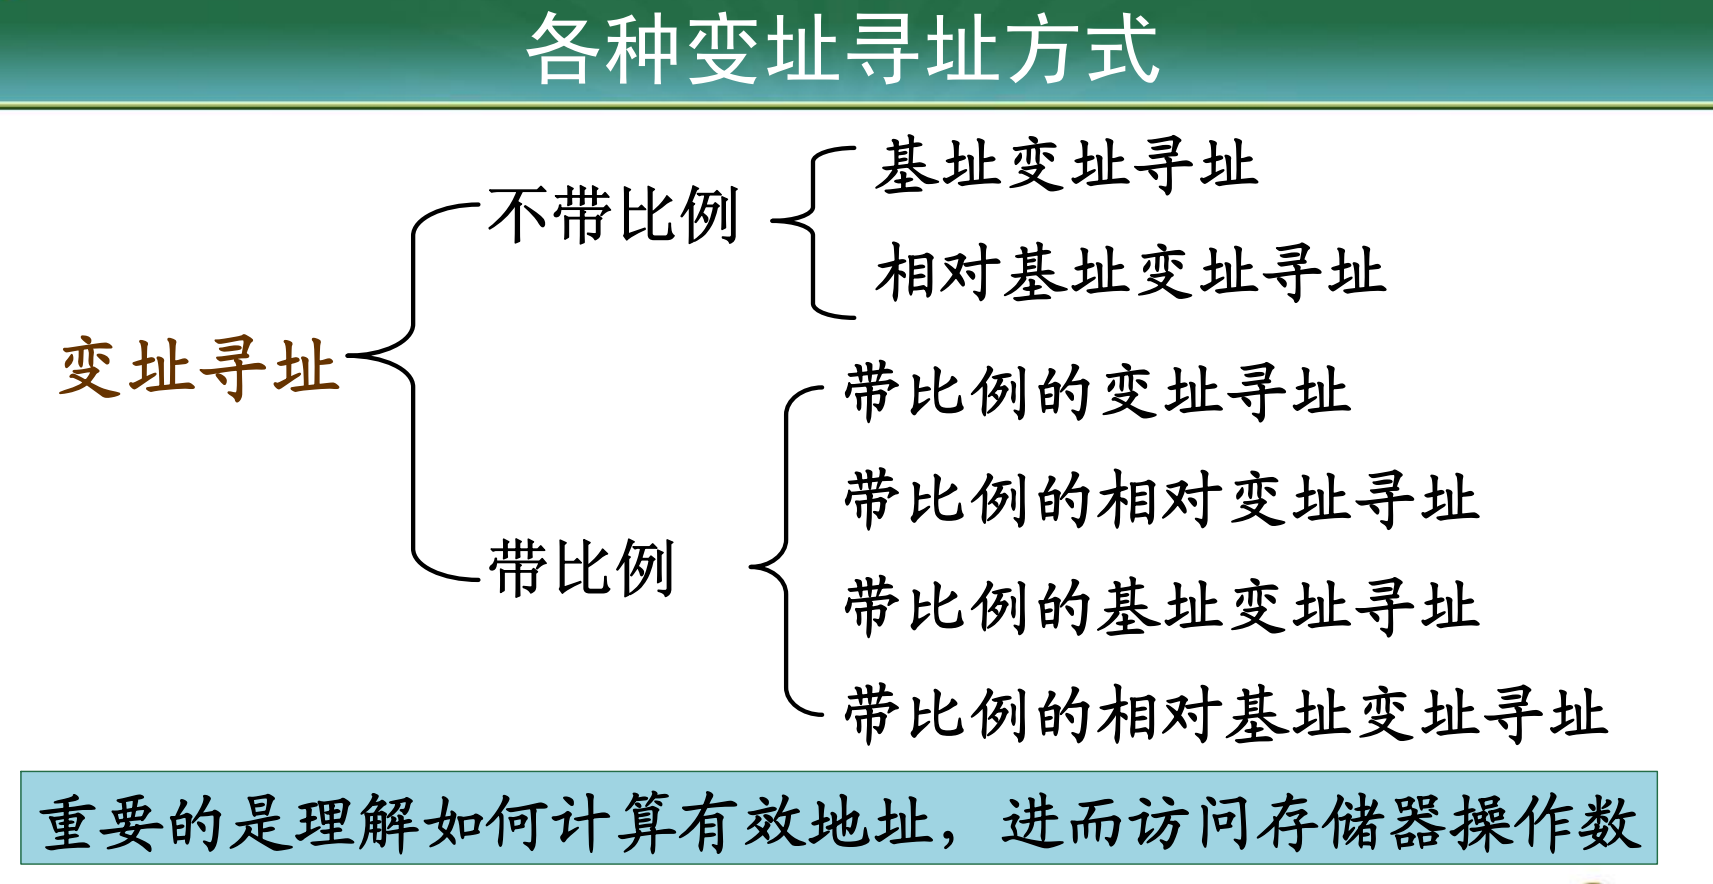 各种变址寻址方式
基址变址寻址
不带比例
相对基址变址寻址
变址寻址
带比例的变址寻址
带比例的相对变址寻址
带比例
带比例的基址变址寻址
带比例的相对基址变址寻址
重要的是理解如何计算有效地址，进而访问存储器操作数